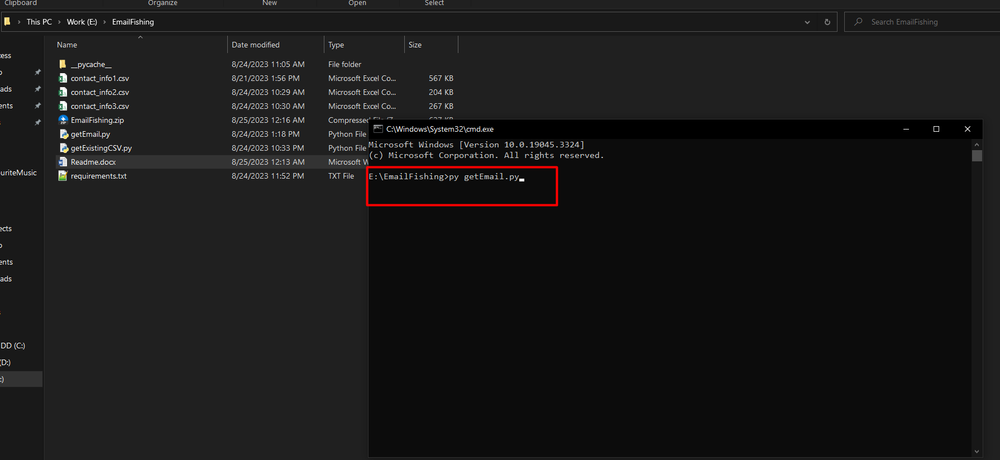 Clipboard
Organize
New
Open
Select
This PC
Work (E:)
EmailFishing
Search EmailFishing
Name
Date modified
Type
Size
ess
__pycache__
8/24/2023 11:05 AM
File folder
o
contact_info1.csv
8/21/2023 1:56 PM
Microsoft Excel Co...
567 KB
ads
contact_info2.csv
8/24/2023 10:29 AM
Microsoft Excel Co...
204 KB
ents
contact_info3.csv
8/24/2023 10:30 AM
Microsoft Excel Co...
267 KB
EmailFishing.zip
8/25/2023 12:16 AM
Compressed
getEmail.py
8/24/2023 1:18 PM
Python File
getExistingCSV.py
8/24/2023 10:33 PM
Python File
Readme.docx
8/25/2023 12:13 AM
Microsoft W
uriteMusic
requirements.txt
8/24/2023 11:52 PM
TXT File
ects
o
ents
ads
DD (C:)
(D:)
:)
C:\Windows\System32\cmd.exe
Microsoft Windows [Version 10.0.19045.3324]
(c) Microsoft Corporation. All rights reserved.
E:\EmailFishing>py getEmail.py